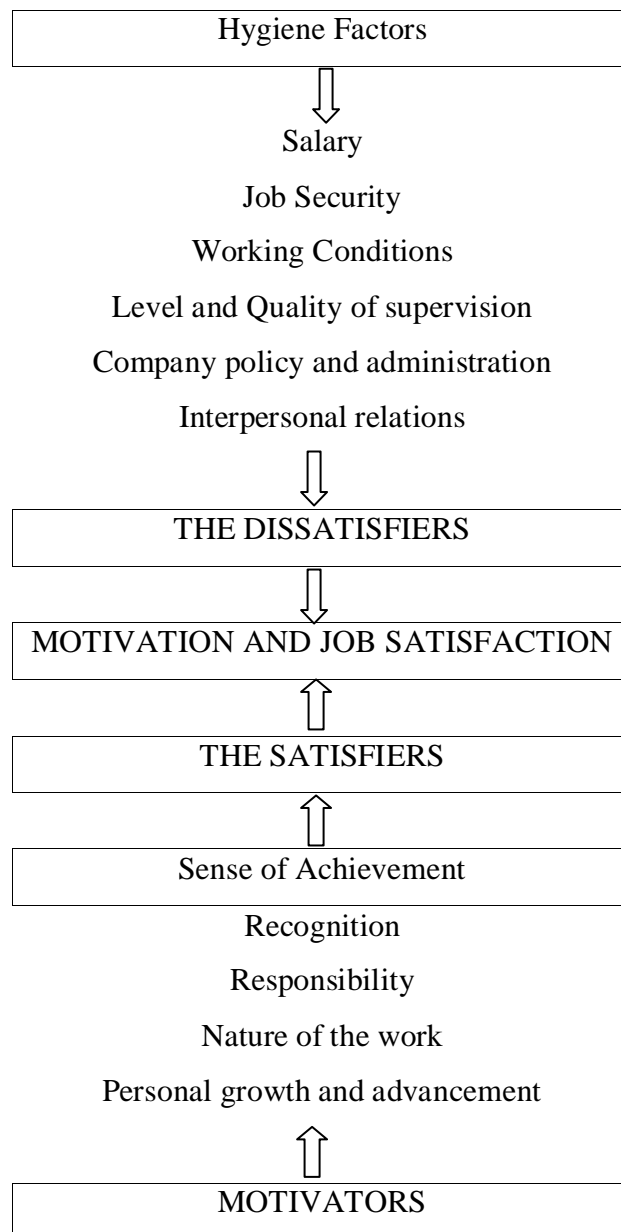 Hygiene Factors
Salary
Job Security
Working Conditions
Level and Quality of supervision
Company policy and administration
Interpersonal relations
THE DISSATISFIERS
MOTIVATION AND JOB SATISFACTION
THE SATISFIERS
Sense of Achievement
Recognition
Responsibility
Nature of the work
Personal growth and advancement
MOTIVATORS